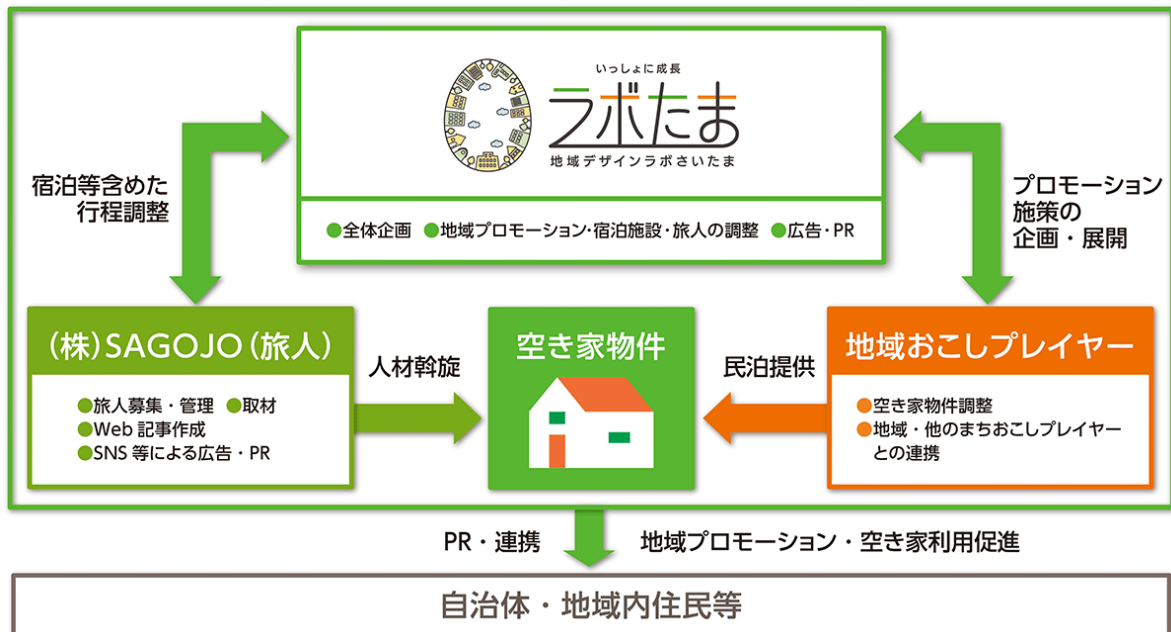 いっしょに成長
ラボたま
地域デザインラボさいたま
●全体企画 ●地域プロモーション・宿泊施設・旅人の調整 ●広告・PR
宿泊等含めた
行程調整
プロモーション
施策の
企画・展開
(株)SAGOJO(旅人)
●旅人募集・管理 ●取材
●Web 記事作成
●SNS 等による広告・PR
人材幹旋
空き家物件
民泊提供
地域おこしプレイヤー
●空き家物件調整
●地域・他のまちおこしプレイヤー
との連携
PR・連携
地域プロモーション・空き家利用促進
自治体・地域内住民等